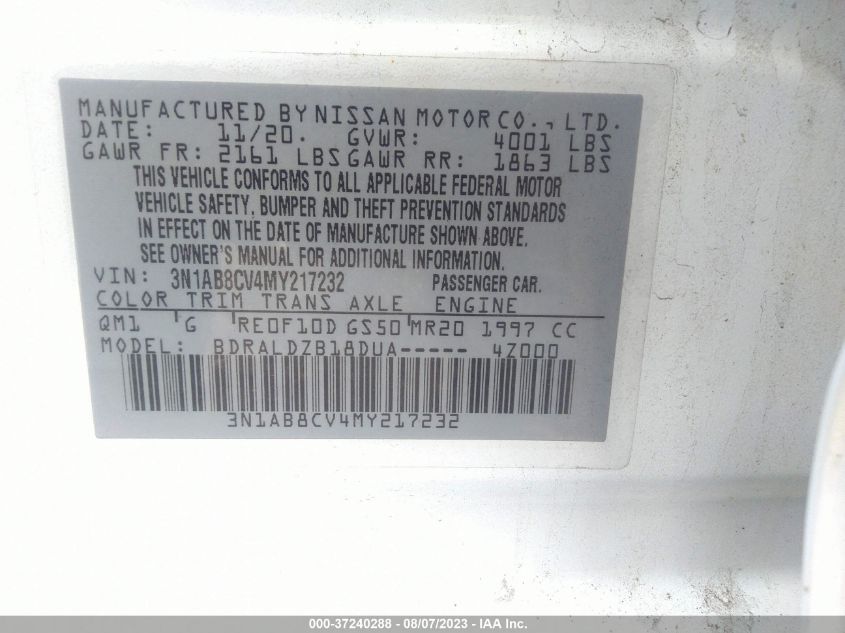 MANUFACTURED BY NISSAN MOTOR CO., LTD.
DATE: 11/20. GVWR: 4001 LBS
GAWR FR: 2161 LBS GAWR RR: 1863 LBS
THIS VEHICLE CONFORMS TO ALL APPLICABLE FEDERAL MOTOR
VEHICLE SAFETY, BUMPER AND THEFT PREVENTION STANDARDS
IN EFFECT ON THE DATE OF MANUFACTURE SHOWN ABOVE.
SEE OWNER'S MANUAL FOR ADDITIONAL INFORMATION.
VIN: 3N1AB8CV4MY217232 PASSENGER CAR.
COLOR TRIM TRANS AXLE ENGINE
QM1 G RE0F10D GS50 MR20 1997 CC
MODEL: BDRALDZB18DUA----- 4Z000
3N1AB8CV4MY217232
000-37240288 - 08/07/2023 - IAA Inc.